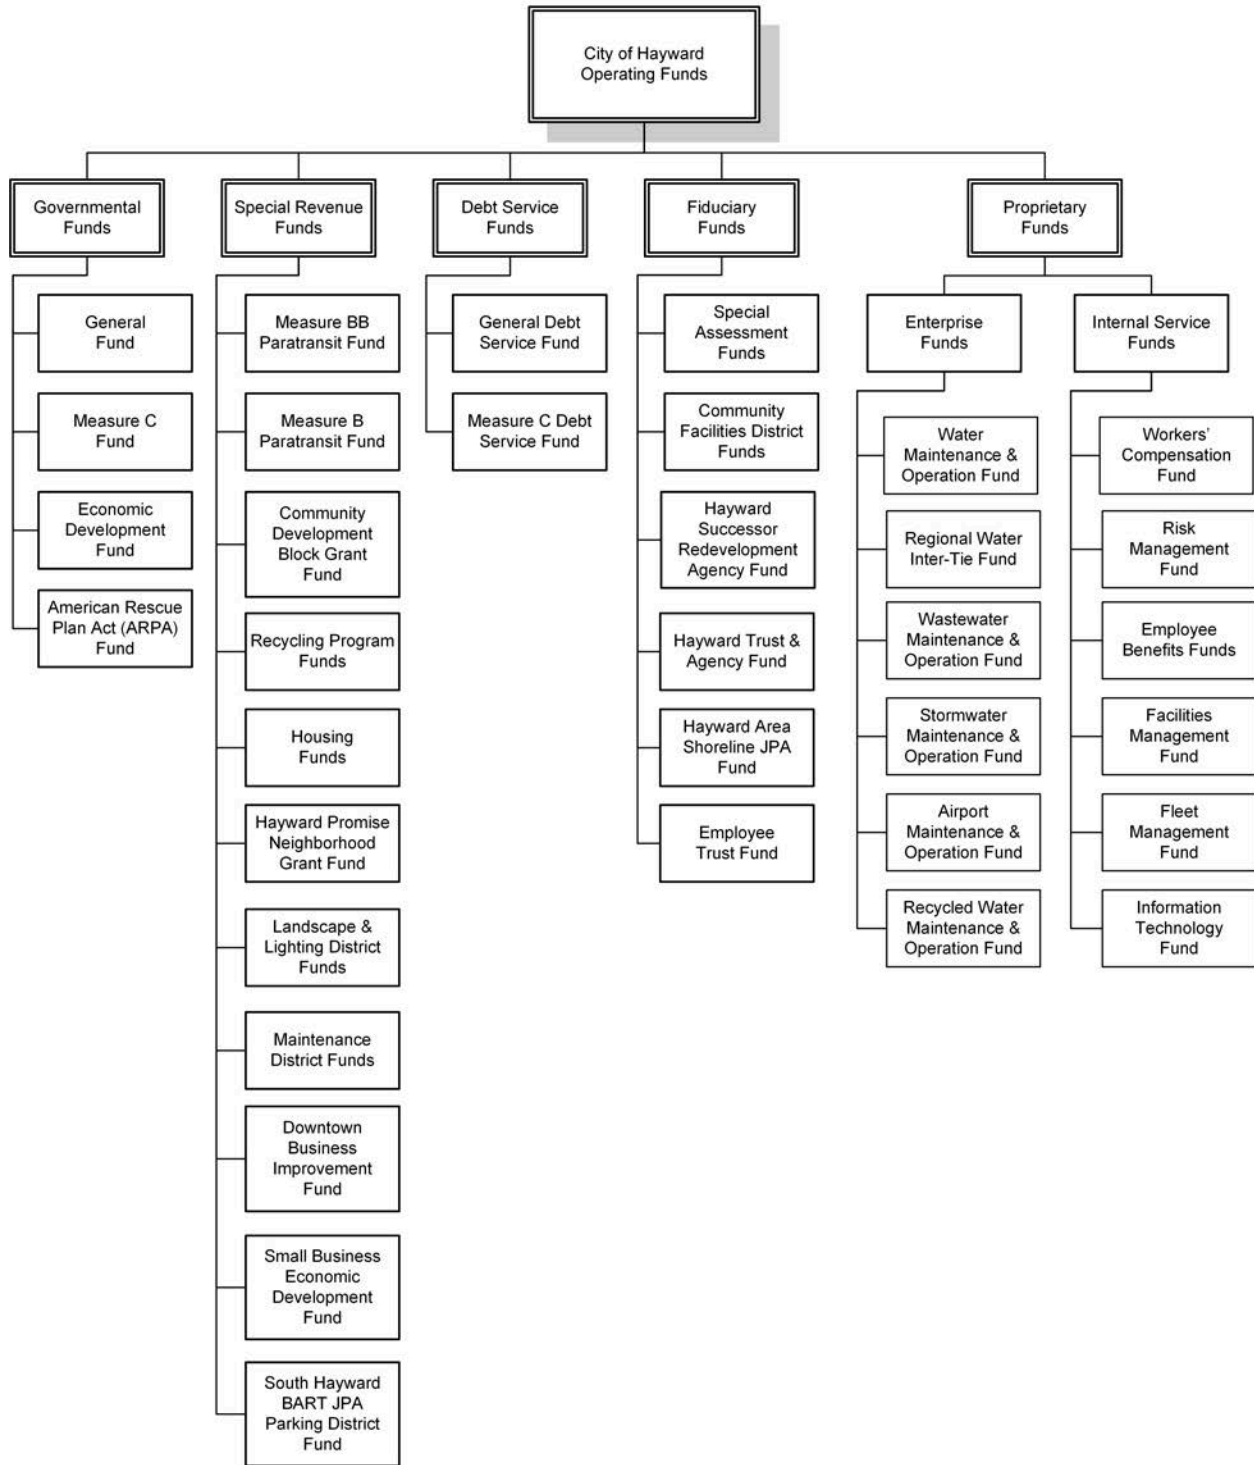 City of Hayward
Operating Funds
Governmental
Funds
Special Revenue
Funds
Debt Service
Funds
Fiduciary
Funds
Proprietary
Funds
General
Fund
Measure C
Fund
Economic
Development
Fund
American Rescue
Plan Act (ARPA)
Fund
Measure BB
Paratransit Fund
Measure B
Paratransit Fund
Community
Development
Block Grant
Fund
Recycling Program
Funds
Housing
Funds
Hayward Promise
Neighborhood
Grant Fund
Landscape &
Lighting District
Funds
Maintenance
District Funds
Downtown
Business
Improvement
Fund
Small Business
Economic
Development
Fund
South Hayward
BART JPA
Parking District
Fund
General Debt
Service Fund
Measure C Debt
Service Fund
Special
Assessment
Funds
Community
Facilities District
Funds
Hayward
Successor
Redevelopment
Agency Fund
Hayward Trust &
Agency Fund
Hayward Area
Shoreline JPA
Fund
Employee
Trust Fund
Enterprise
Funds
Water
Maintenance &
Operation Fund
Regional Water
Inter-Tie Fund
Wastewater
Maintenance
& Operation Fund
Stormwater
Maintenance &
Operation Fund
Airport
Maintenance &
Operation Fund
Recycled Water
Maintenance &
Operation Fund
Internal Service
Funds
Workers'
Compensation
Fund
Risk
Management
Fund
Employee
Benefits Funds
Facilities
Management
Fund
Fleet
Management
Fund
Information
Technology
Fund